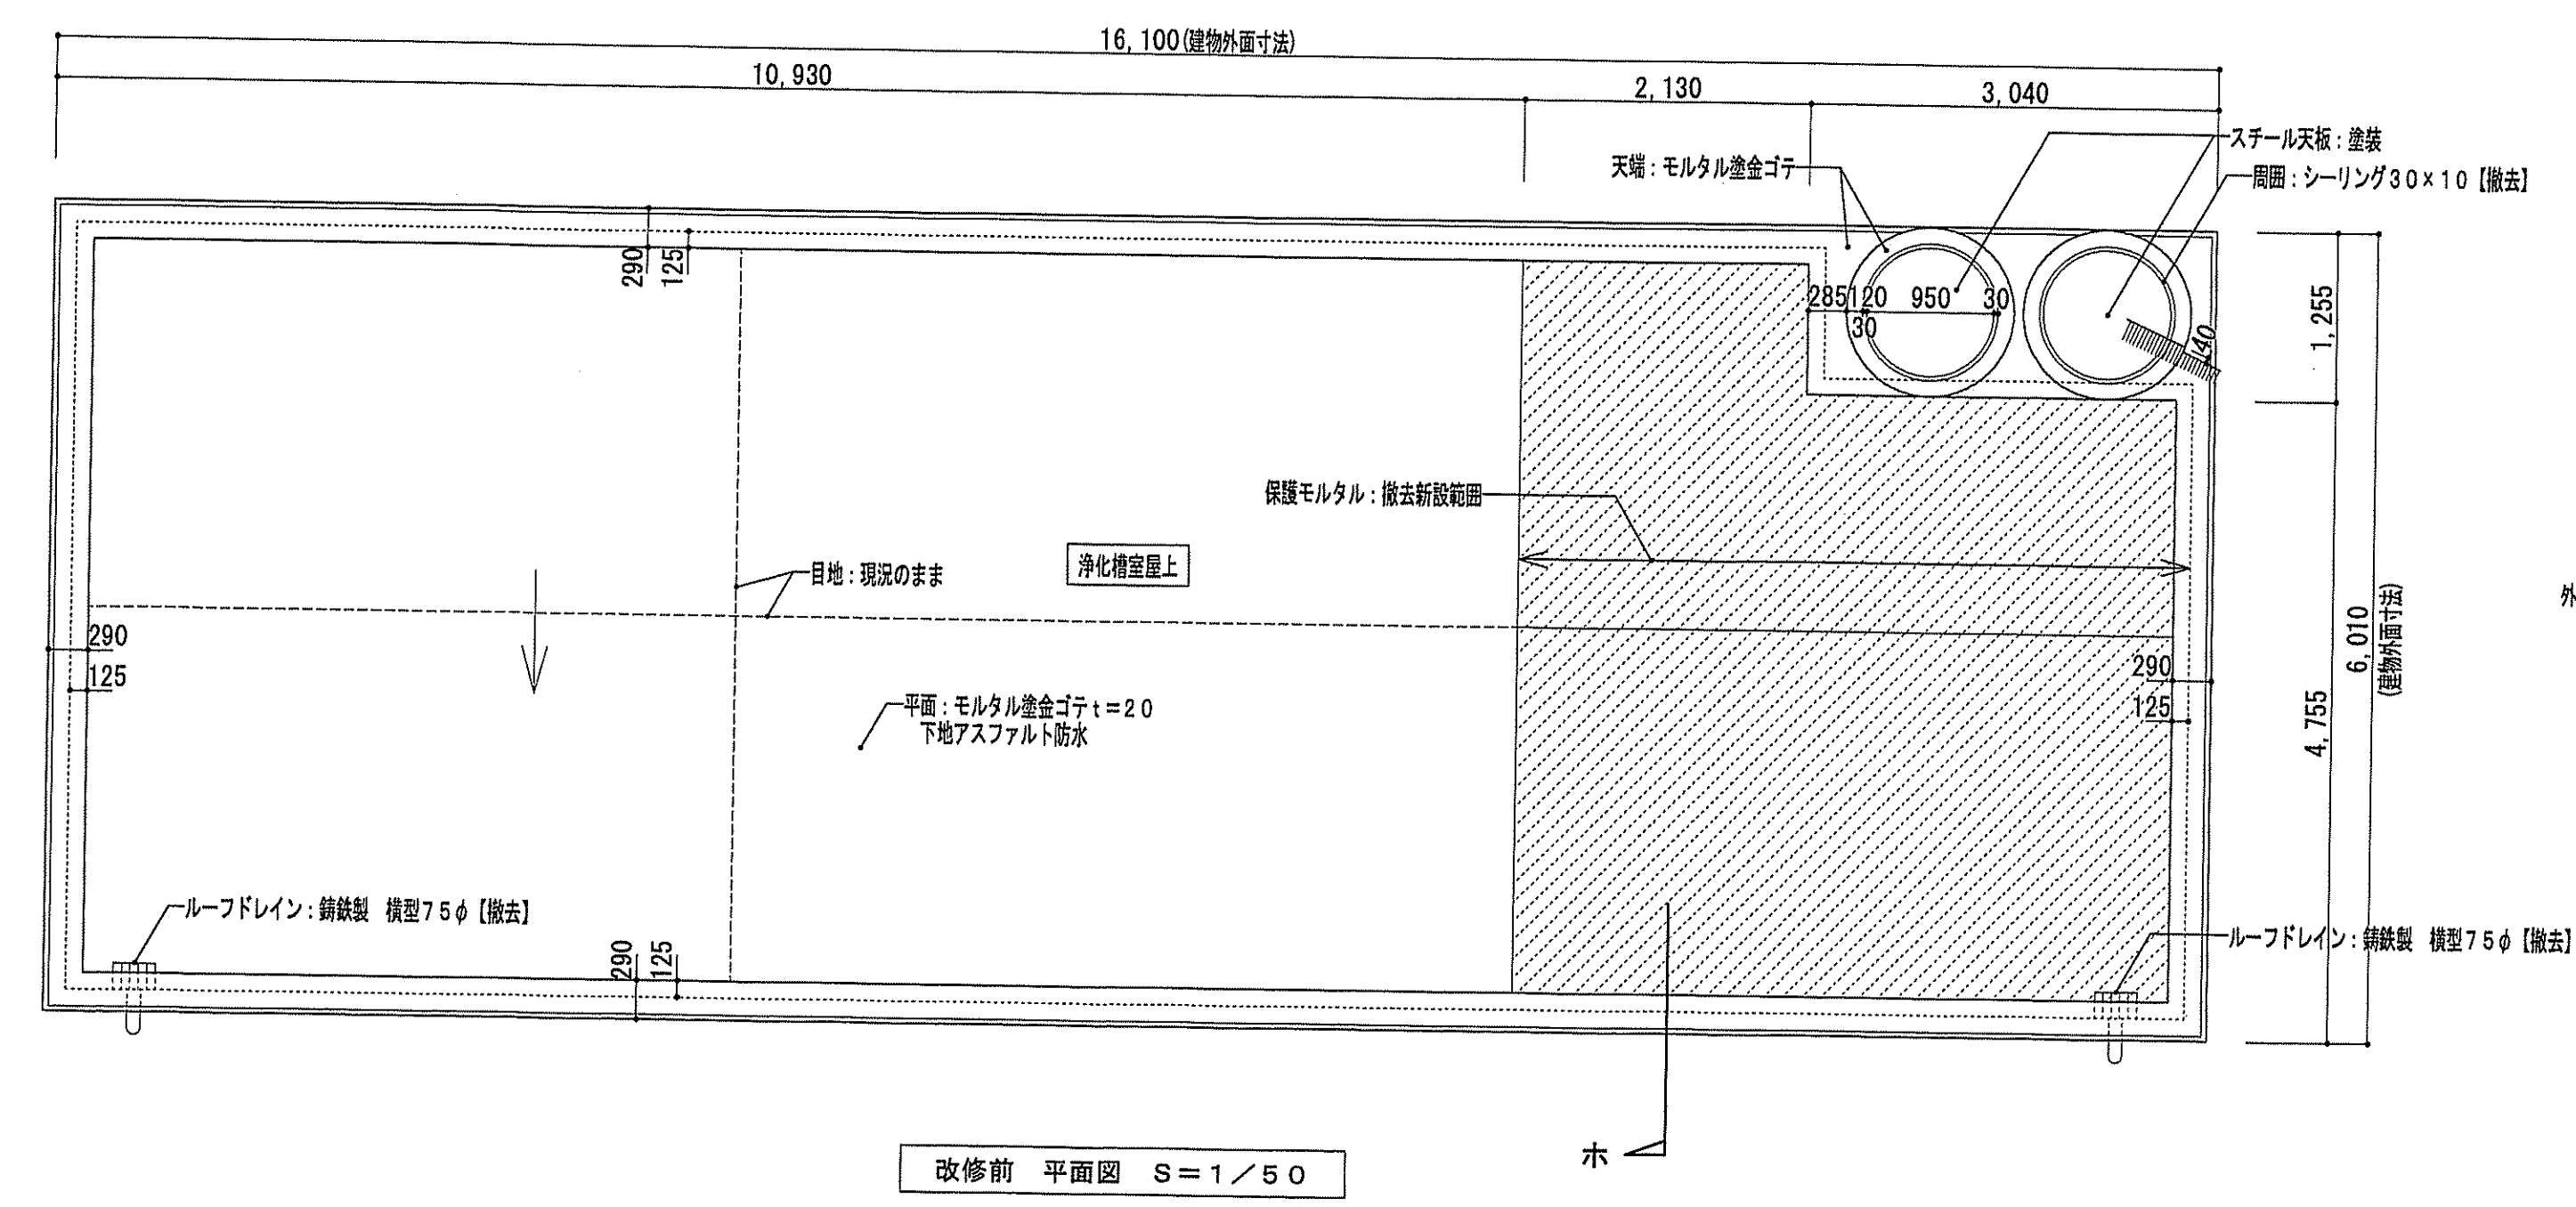 16,100(建物外面寸法)
10,930
2,130
3,040
スチール天板:塗装
天端:モルタル塗金ゴテ
周囲:シーリング30×10【撤去】
290
125
285
120
950
30
30
140
1,255
保護モルタル:撤去新設範囲
浄化槽室屋上
目地:現況のまま
290
125
290
125
6,010
(建物外面寸法)
4,755
外
平面:モルタル塗金ゴテt=20
下地アスファルト防水
ルーフドレイン:鋳鉄製 横型75φ【撤去】
290
125
ルーフドレイン:鋳鉄製 横型75φ【撤去】
ホ
改修前 平面図 S=1/50